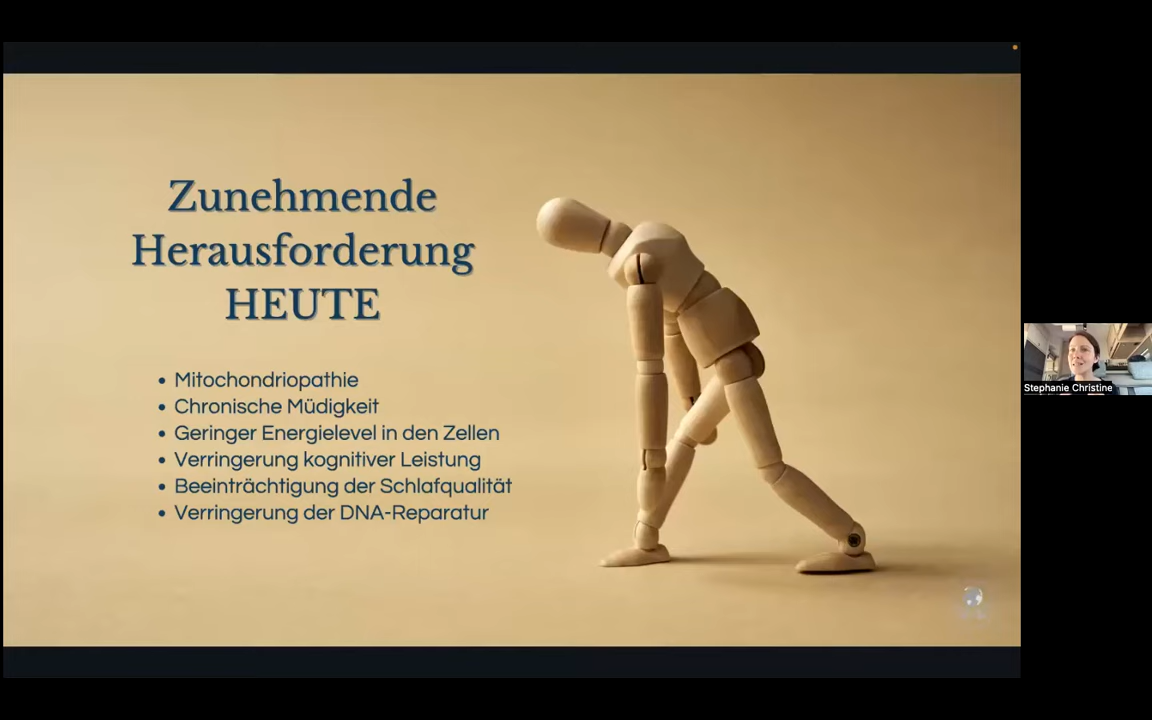 Zunehmende
Herausforderung
HEUTE
• Mitochondriopathie
• Chronische Müdigkeit
• Geringer Energielevel in den Zellen
• Verringerung kognitiver Leistung
• Beeinträchtigung der Schlafqualität
• Verringerung der DNA-Reparatur
Stephanie Christine